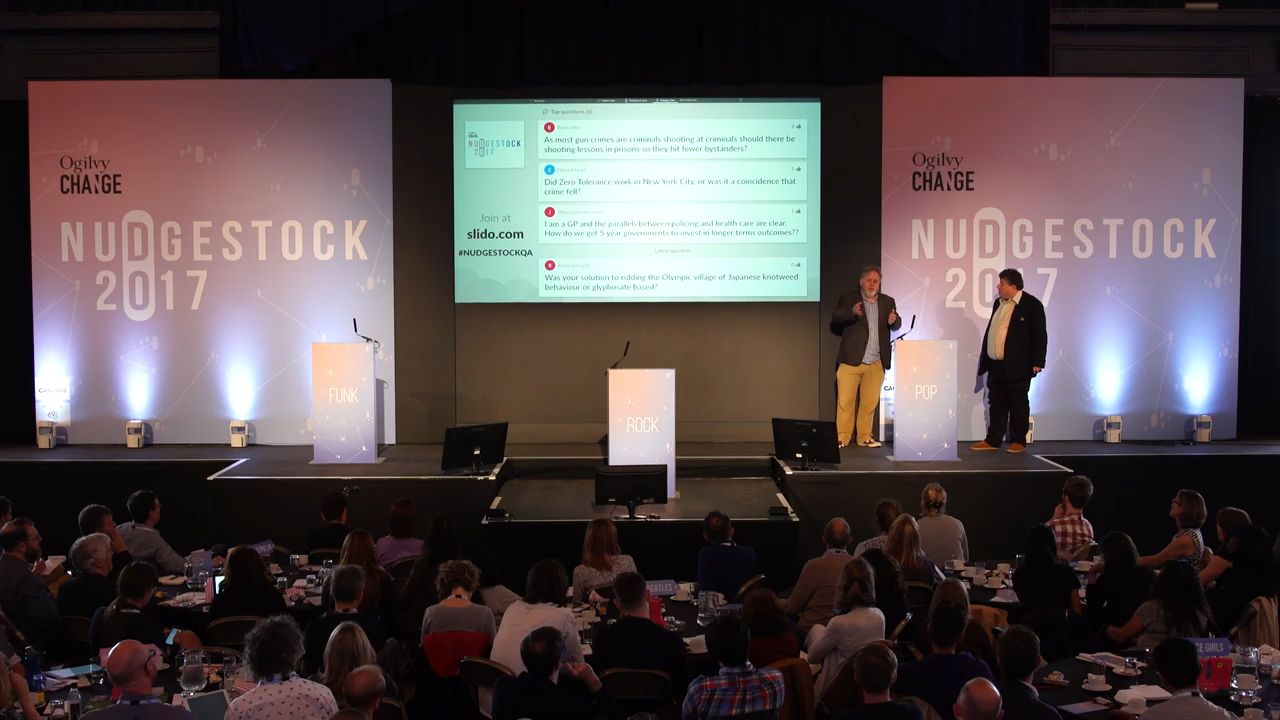 Ogilvy
CHANGE
NUDGESTOCK
2017
FUNK
Top questions (6)
NUDGESTOCK
2017
Join at
slido.com
#NUDGESTOCKQA
As most gun crimes are criminals shooting at criminals should there be
shooting lessons in prisons so they hit fewer bystanders?
Did Zero Tolerance work in New York City, or was it a coincidence that
crime fell?
I am a GP and the parallels between policing and health care are clear.
How do we get 5 year governments to invest in longer terms outcomes??
Latest question
Was your solution to ridding the Olympic village of Japanese knotweed
behaviour or glyphosate based?
ROCK
Ogilvy
CHANGE
NUDGESTOCK
2017
POP